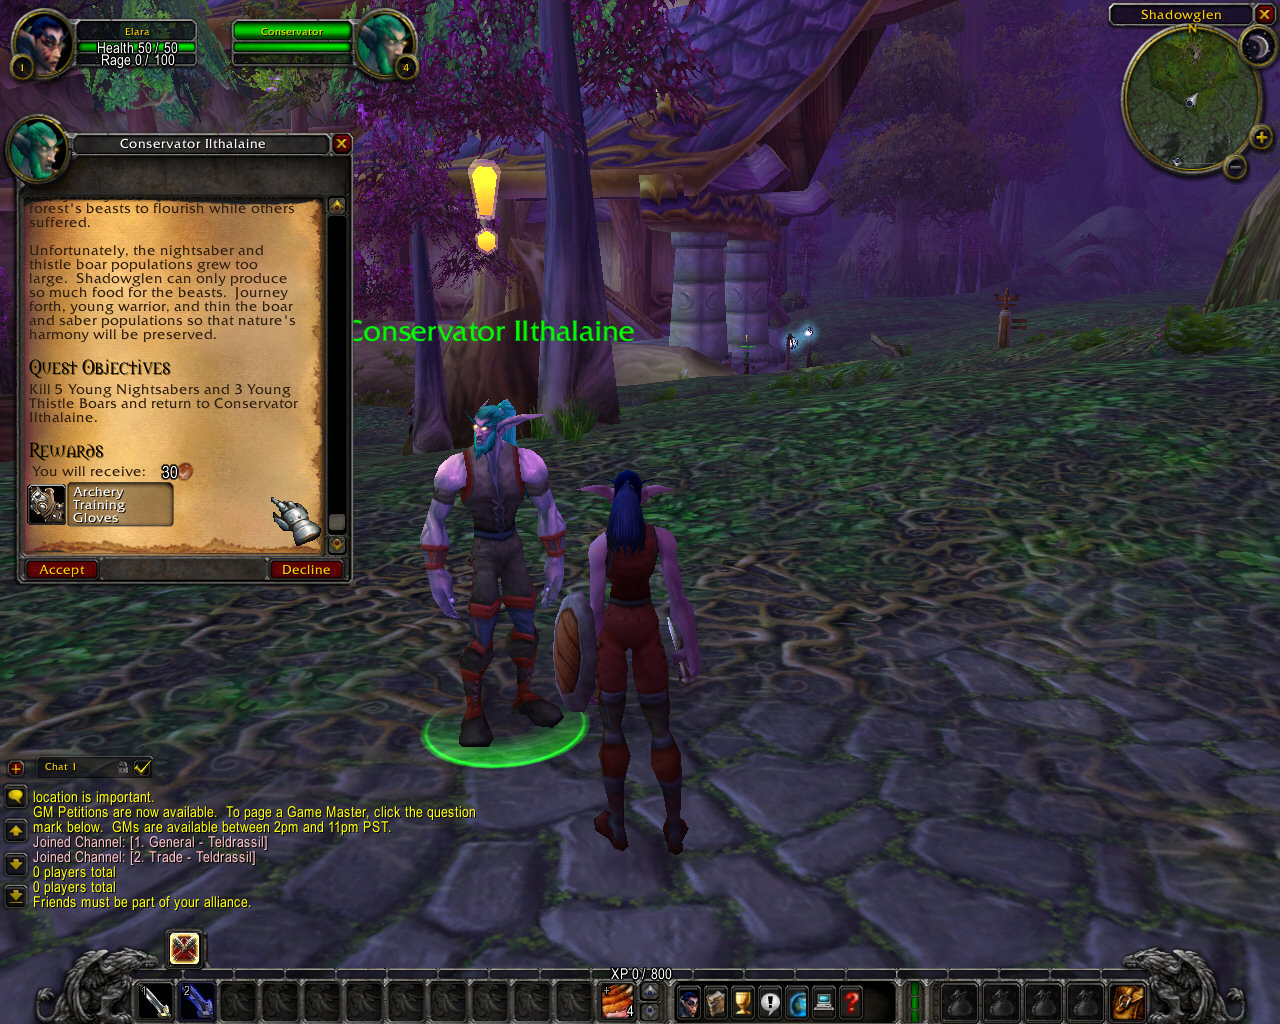 Elara
Health 50 / 50
Rage 0 / 100
1
Conservator
4
Shadowglen
N
Conservator Ilthalaine
forest's beasts to flourish while others
suffered.
Unfortunately, the nightsaber and
thistle boar populations grew too
large. Shadowglen can only produce
so much food for the beasts. Journey
forth, young warrior, and thin the boar
and saber populations so that nature's
harmony will be preserved.
Quest Objectives
Kill 5 Young Nightsabers and 3 Young
Thistle Boars and return to Conservator
Ilthalaine.
Rewards
You will receive: 30
Archery
Training
Gloves
Accept
Decline
Conservator Ilthalaine
Chat 1
location is important.
GM Petitions are now available. To page a Game Master, click the question
mark below. GMs are available between 2pm and 11pm PST.
Joined Channel: [1. General - Teldrassil]
Joined Channel: [2. Trade - Teldrassil]
0 players total
0 players total
Friends must be part of your alliance.
XP 0 / 800
1
2
4